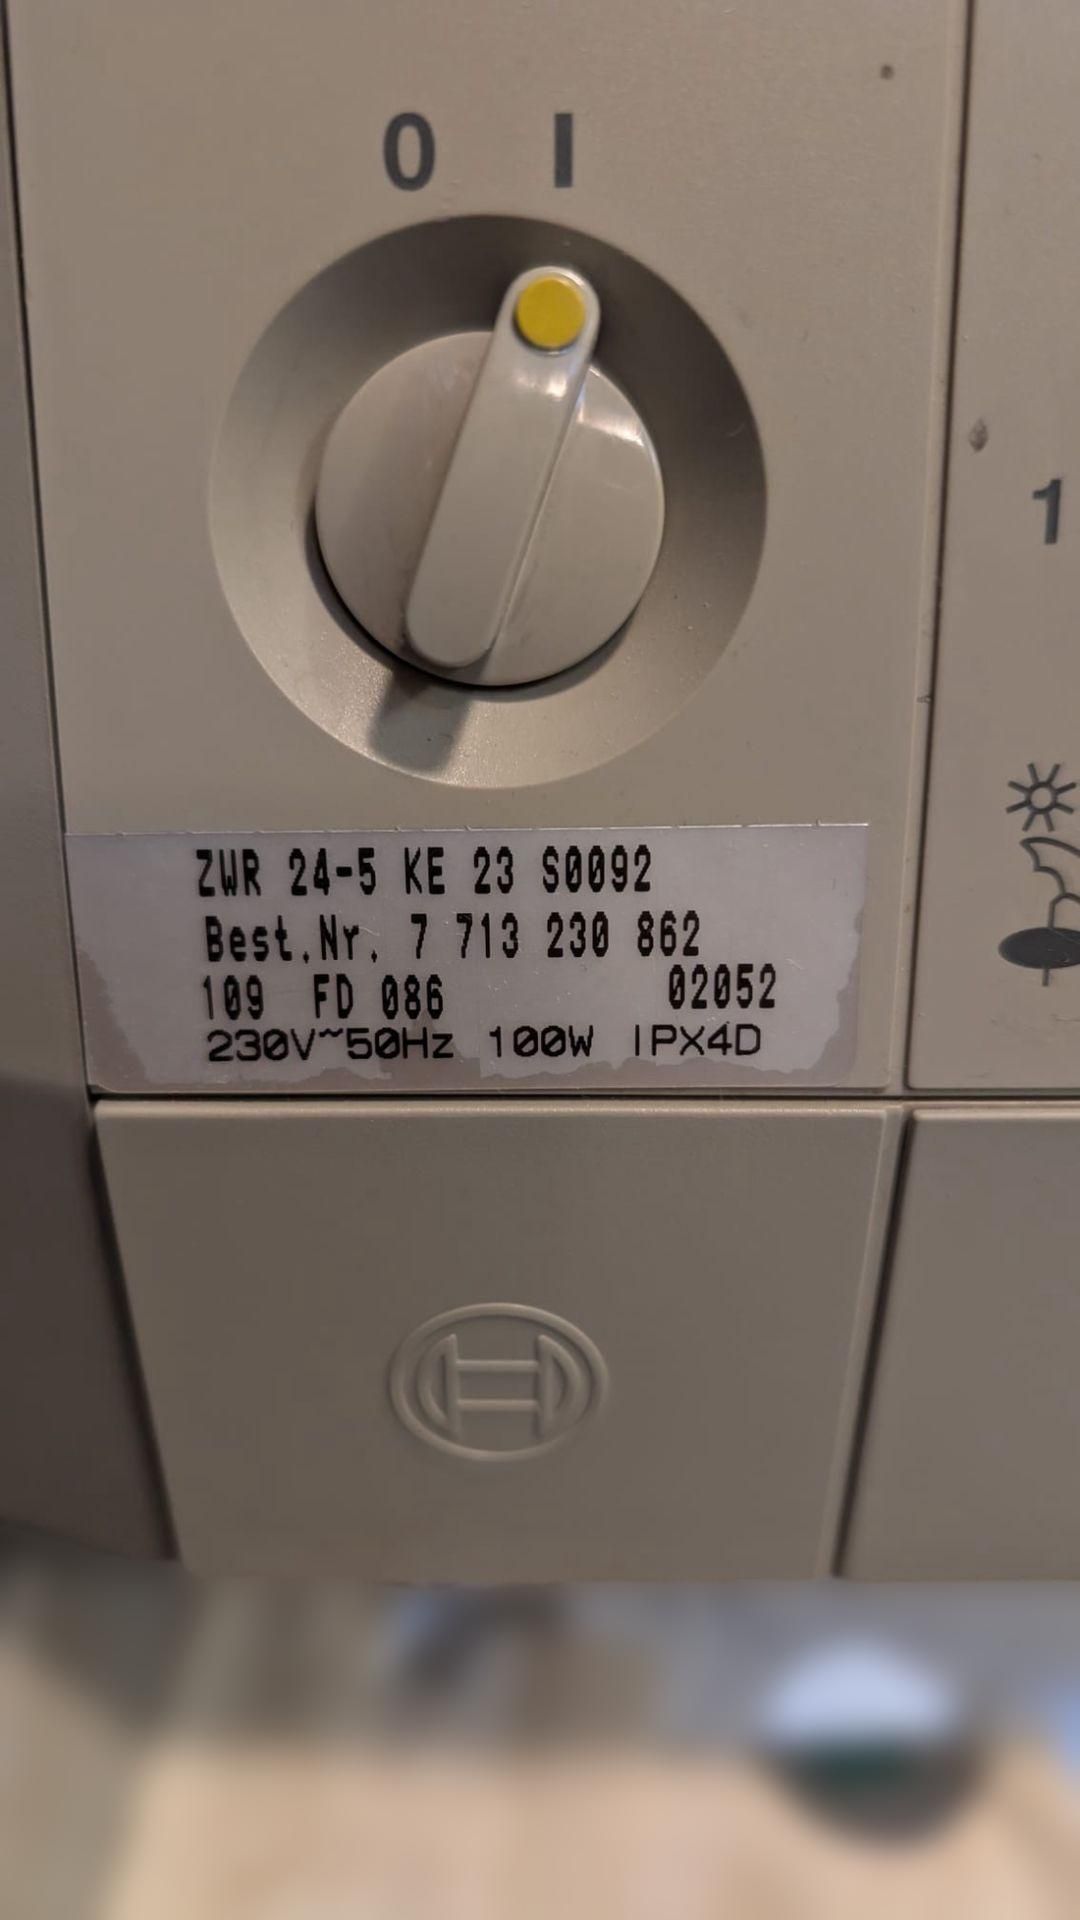 0 I
1
ZWR 24-5 KE 23 S0092
Best.Nr. 7 713 230 862
109 FD 086 02052
230V~50Hz 100W IPX4D